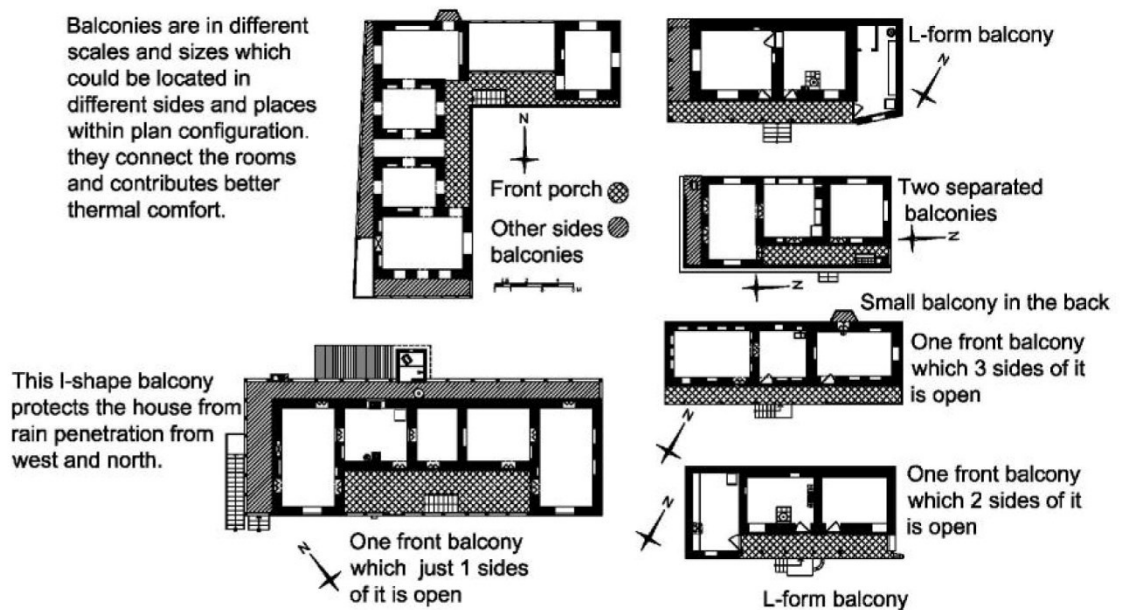 Balconies are in different
scales and sizes which
could be located in
different sides and places
within plan configuration.
they connect the rooms
and contributes better
thermal comfort.
N
Front porch
Other sides
balconies
L-form balcony
N
Two separated
balconies
N
N
Small balcony in the back
One front balcony
which 3 sides of it
is open
N
This I-shape balcony
protects the house from
rain penetration from
west and north.
N
One front balcony
which just 1 sides
of it is open
One front balcony
which 2 sides of it
is open
N
L-form balcony